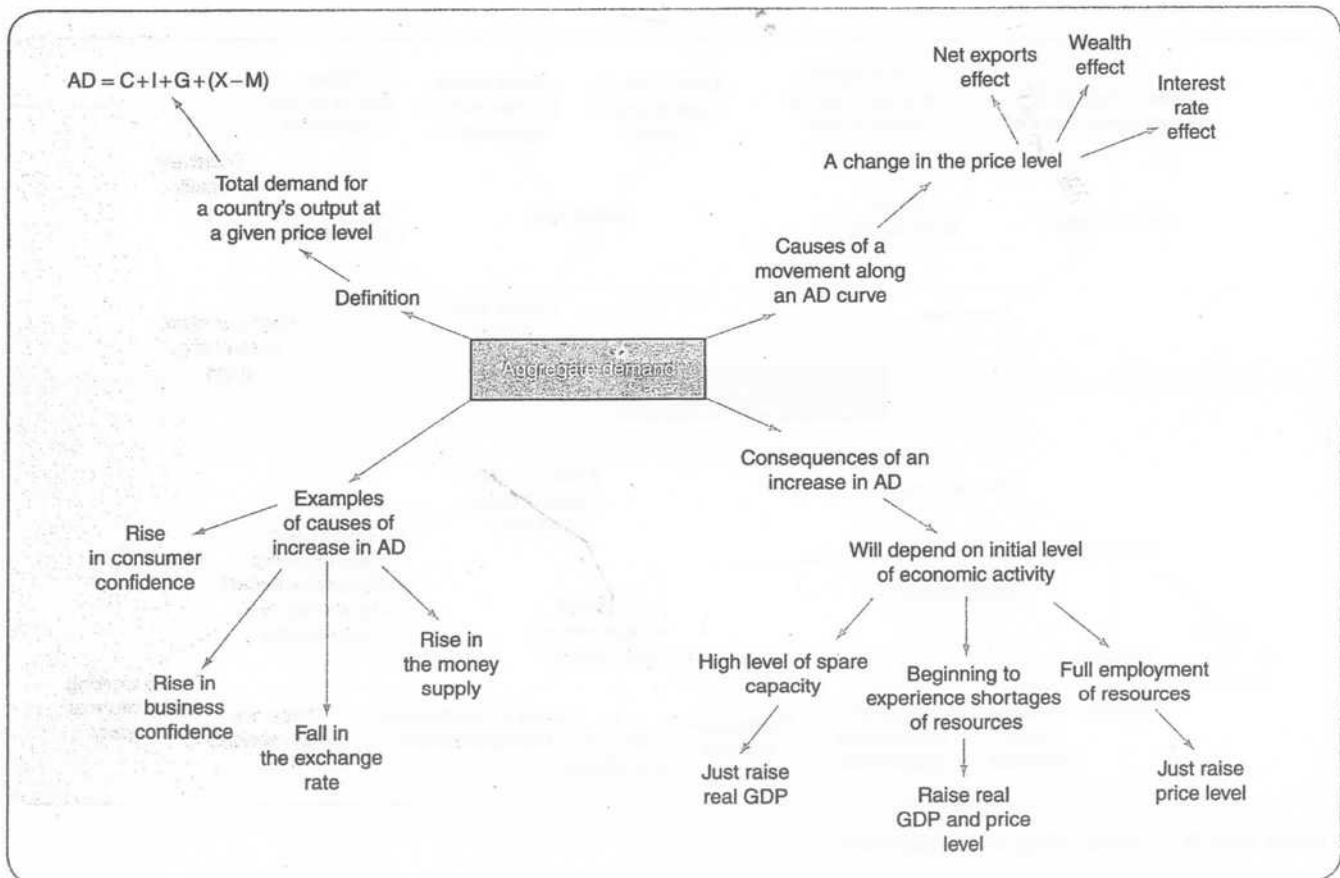 AD = C+I+G+(X−M)
Total demand for
a country's output at
a given price level
Definition
Net exports
effect
Wealth
effect
Interest
rate
effect
A change in the price level
Causes of a
movement along
an AD curve
Aggregate demand
Examples
of causes of
increase in AD
Rise
in consumer
confidence
Rise in
business
confidence
Fall in
the exchange
rate
Rise in
the money
supply
Consequences of an
increase in AD
Will depend on initial level
of economic activity
High level of spare
capacity
Just raise
real GDP
Beginning to
experience shortages
of resources
Raise real
GDP and price
level
Full employment
of resources
Just raise
price level